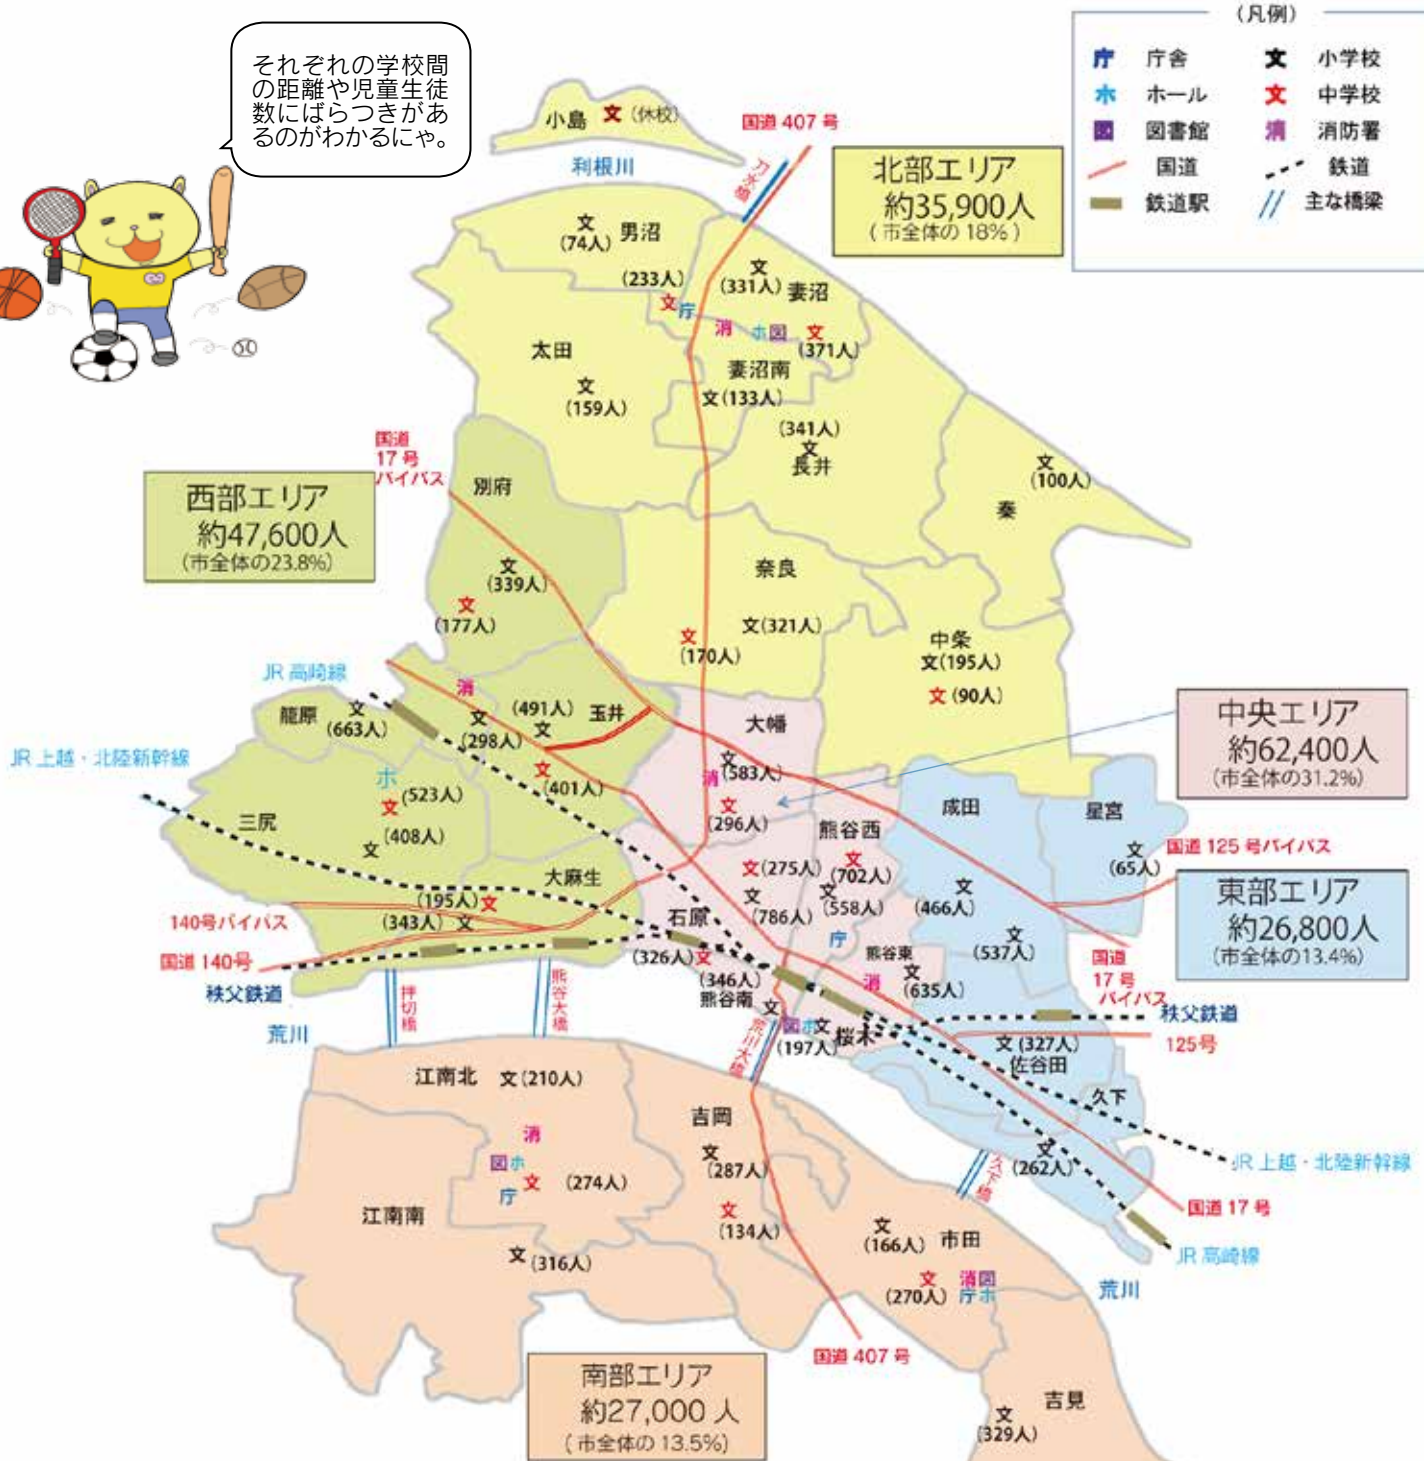 それぞれの学校間
の距離や児童生徒
数にばらつきがあ
るのがわかるにゃ。
(凡例)
庁 庁舎
文 小学校
ホ ホール
文 中学校
図 図書館
消 消防署
国道
鉄道
鉄道駅
主な橋梁
小島 文 (休校)
利根川
国道 407 号
刀水橋
北部エリア
約35,900人
(市全体の 18%)
文
(74人)
男沼
(233人)
文 庁
文
(331人)
妻沼
消 ホ図 文
(371人)
太田
文
(159人)
妻沼南
文(133人)
(341人)
文
長井
文
(100人)
秦
国道
17 号
バイパス
西部エリア
約47,600人
(市全体の23.8%)
別府
文
(339人)
文
(177人)
奈良
文(321人)
文
(170人)
中条
文(195人)
文 (90人)
JR 高崎線
籠原
文
(663人)
消
文
(298人)
(491人)
文
玉井
文
(401人)
大幡
文
(583人)
消
文
(296人)
中央エリア
約62,400人
(市全体の31.2%)
JR 上越・北陸新幹線
ホ
(523人)
文
(408人)
文
三尻
大麻生
(195人) 文
(343人) 文
140号バイパス
国道 140号
秩父鉄道
荒川
押切橋
熊谷大橋
熊谷西
文
(702人)
文(275人)
文
(786人)
文
(558人)
庁
石原
(326人)
文
(346人)
熊谷南
文
熊谷東
文
(635人)
消
図ホ 文
(197人)
桜木
荒川大橋
成田
文
(466人)
文
(537人)
星宮
文
(65人)
国道 125 号バイパス
東部エリア
約26,800人
(市全体の13.4%)
国道
17 号
バイパス
秩父鉄道
125号
文 (327人)
佐谷田
久下
文
(262人)
久下橋
JR 上越・北陸新幹線
国道 17 号
JR 高崎線
荒川
江南北 文 (210人)
消
図ホ
文
庁
(274人)
江南南
文 (316人)
吉岡
文
(287人)
文
(134人)
文
(166人)
市田
文
(270人)
消図
庁ホ
国道 407 号
吉見
文
(329人)
南部エリア
約27,000 人
(市全体の 13.5%)